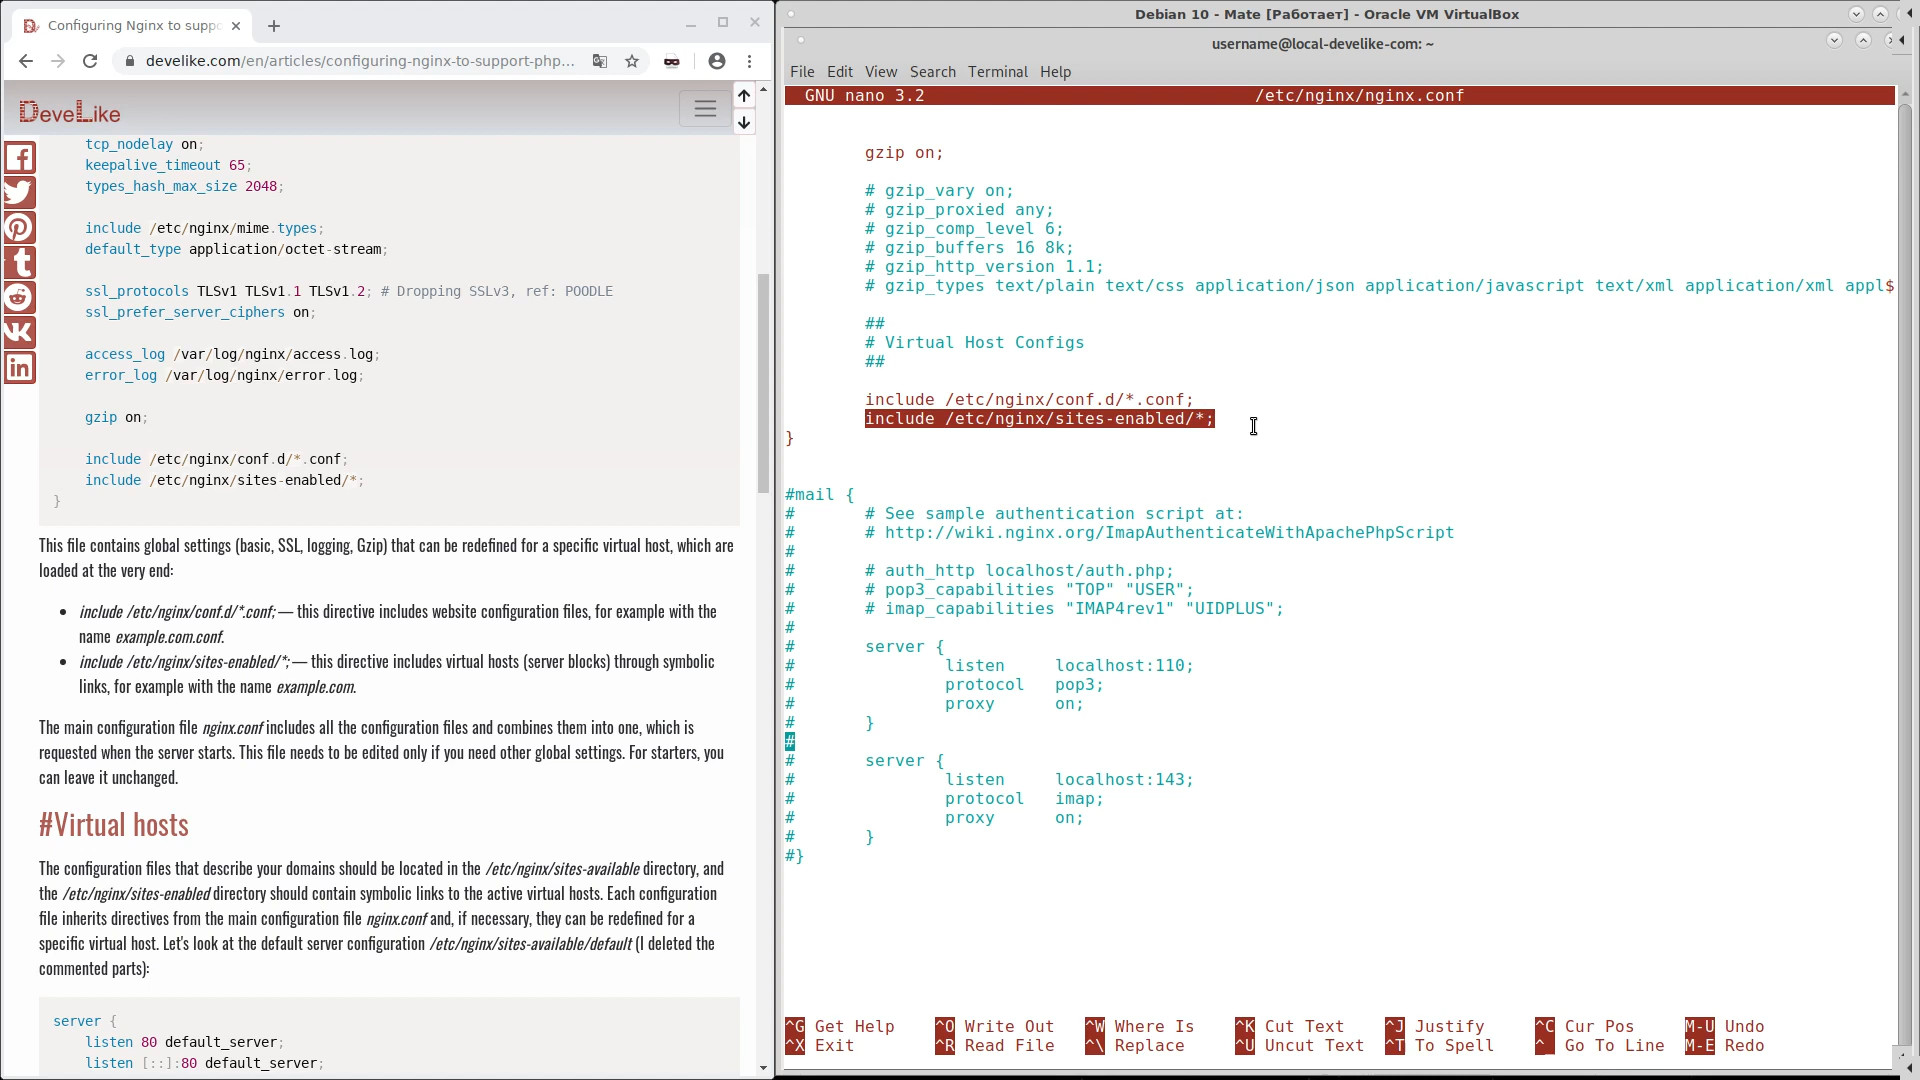 Configuring Nginx to suppo
develike.com/en/articles/configuring-nginx-to-support-php...
DeveLike
tcp_nodelay on;
keepalive_timeout 65;
types_hash_max_size 2048;
include /etc/nginx/mime.types;
default_type application/octet-stream;
ssl_protocols TLSv1 TLSv1.1 TLSv1.2; # Dropping SSLv3, ref: POODLE
ssl_prefer_server_ciphers on;
access_log /var/log/nginx/access.log;
error_log /var/log/nginx/error.log;
gzip on;
include /etc/nginx/conf.d/*.conf;
include /etc/nginx/sites-enabled/*;
}
This file contains global settings (basic, SSL, logging, Gzip) that can be redefined for a specific virtual host, which are
loaded at the very end:
• include /etc/nginx/conf.d/*.conf; — this directive includes website configuration files, for example with the
name example.com.conf.
• include /etc/nginx/sites-enabled/*; — this directive includes virtual hosts (server blocks) through symbolic
links, for example with the name example.com.
The main configuration file nginx.conf includes all the configuration files and combines them into one, which is
requested when the server starts. This file needs to be edited only if you need other global settings. For starters, you
can leave it unchanged.
#Virtual hosts
The configuration files that describe your domains should be located in the /etc/nginx/sites-available directory, and
the /etc/nginx/sites-enabled directory should contain symbolic links to the active virtual hosts. Each configuration
file inherits directives from the main configuration file nginx.conf and, if necessary, they can be redefined for a
specific virtual host. Let's look at the default server configuration /etc/nginx/sites-available/default (I deleted the
commented parts):
server {
listen 80 default_server;
listen [::]:80 default_server;
Debian 10 - Mate [Работает] - Oracle VM VirtualBox
username@local-develike-com: ~
File Edit View Search Terminal Help
GNU nano 3.2 /etc/nginx/nginx.conf
gzip on;
# gzip_vary on;
# gzip_proxied any;
# gzip_comp_level 6;
# gzip_buffers 16 8k;
# gzip_http_version 1.1;
# gzip_types text/plain text/css application/json application/javascript text/xml application/xml appl$
##
# Virtual Host Configs
##
include /etc/nginx/conf.d/*.conf;
include /etc/nginx/sites-enabled/*;
}
#mail {
# # See sample authentication script at:
# # http://wiki.nginx.org/ImapAuthenticateWithApachePhpScript
#
# # auth_http localhost/auth.php;
# # pop3_capabilities "TOP" "USER";
# # imap_capabilities "IMAP4rev1" "UIDPLUS";
#
# server {
# listen localhost:110;
# protocol pop3;
# proxy on;
# }
#
# server {
# listen localhost:143;
# protocol imap;
# proxy on;
# }
#}
^G Get Help ^O Write Out ^W Where Is ^K Cut Text ^J Justify ^C Cur Pos M-U Undo
^X Exit ^R Read File ^\ Replace ^U Uncut Text ^T To Spell ^_ Go To Line M-E Redo